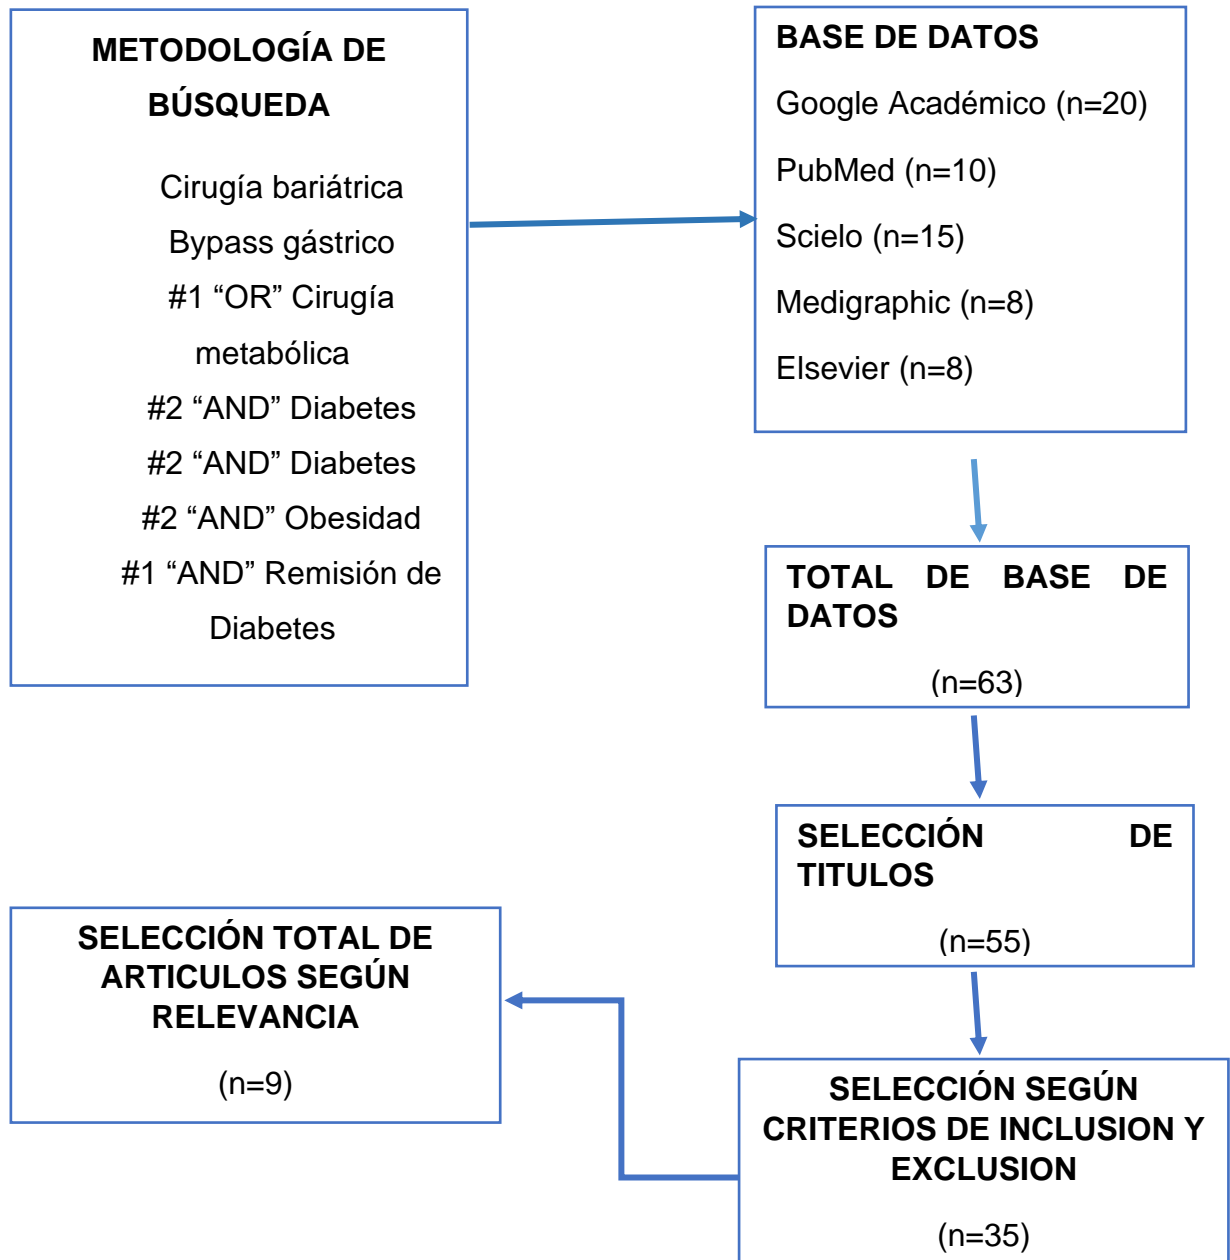 METODOLOGÍA DE
BÚSQUEDA
Cirugía bariátrica
Bypass gástrico
#1 “OR” Cirugía
metabólica
#2 “AND” Diabetes
#2 “AND” Diabetes
#2 “AND” Obesidad
#1 “AND” Remisión de
Diabetes
BASE DE DATOS
Google Académico (n=20)
PubMed (n=10)
Scielo (n=15)
Medigraphic (n=8)
Elsevier (n=8)
TOTAL DE BASE DE
DATOS
(n=63)
SELECCIÓN DE
TITULOS
(n=55)
SELECCIÓN SEGÚN
CRITERIOS DE INCLUSION Y
EXCLUSION
(n=35)
SELECCIÓN TOTAL DE
ARTICULOS SEGÚN
RELEVANCIA
(n=9)